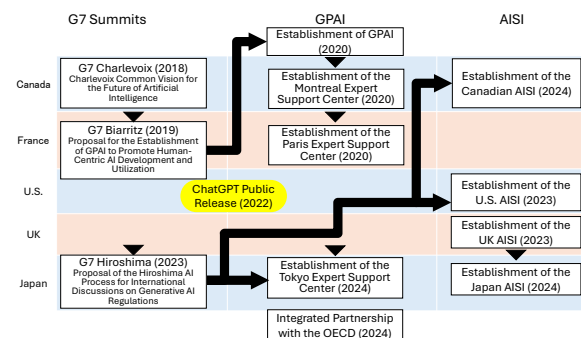 G7 Summits
GPAI
AISI
Canada
France
U.S.
UK
Japan
G7 Charlevoix (2018)
Charlevoix Common Vision for
the Future of Artificial
Intelligence
G7 Biarritz (2019)
Proposal for the Establishment
of GPAI to Promote Human-
Centric AI Development and
Utilization
ChatGPT Public
Release (2022)
G7 Hiroshima (2023)
Proposal of the Hiroshima AI
Process for International
Discussions on Generative AI
Regulations
Establishment of GPAI
(2020)
Establishment of the
Montreal Expert
Support Center (2020)
Establishment of the
Paris Expert Support
Center (2020)
Establishment of the
Tokyo Expert Support
Center (2024)
Integrated Partnership
with the OECD (2024)
Establishment of the
Canadian AISI (2024)
Establishment of the
U.S. AISI (2023)
Establishment of the
UK AISI (2023)
Establishment of the
Japan AISI (2024)